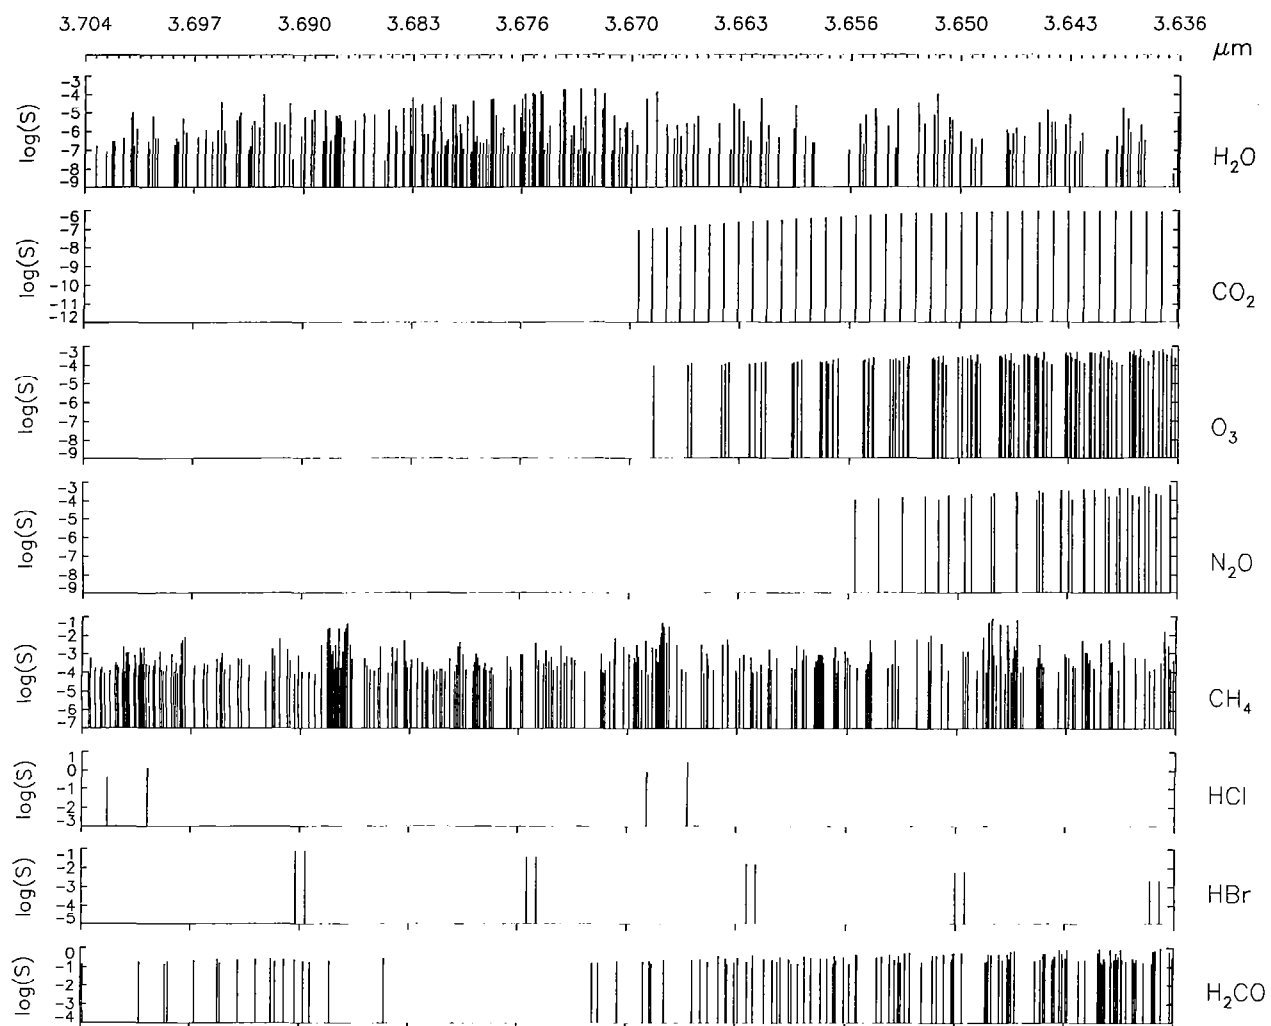 3.704 3.697 3.690 3.683 3.676 3.670 3.663 3.656 3.650 3.643 3.636
μm
log(S)
-3
-4
-5
-6
-7
-8
-9
H₂O
log(S)
-6
-7
-8
-9
-10
-11
-12
CO₂
log(S)
-3
-4
-5
-6
-7
-8
-9
O₃
log(S)
-3
-4
-5
-6
-7
-8
-9
N₂O
log(S)
-1
-2
-3
-4
-5
-6
-7
CH₄
log(S)
1
0
-1
-2
-3
HCl
log(S)
-1
-2
-3
-4
-5
HBr
log(S)
0
-1
-2
-3
-4
H₂CO